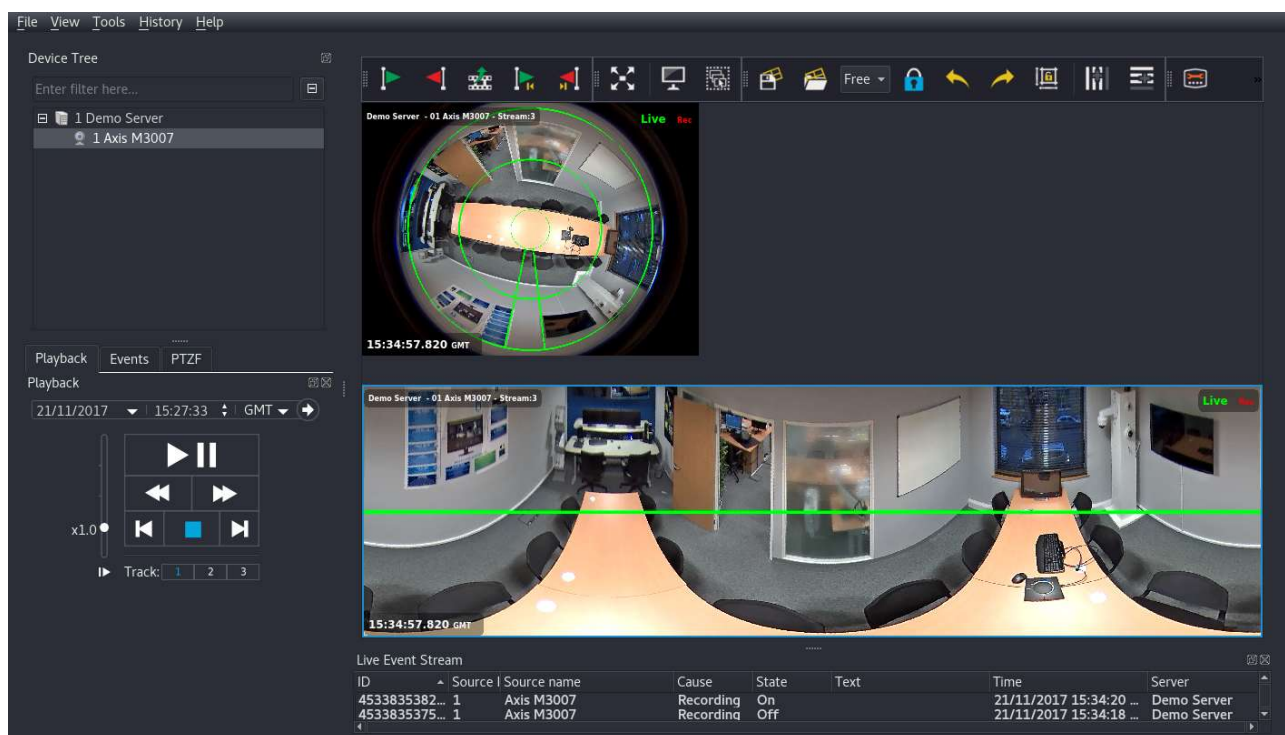 File View Tools History Help
Device Tree
Enter filter here...
1 Demo Server
1 Axis M3007
Playback Events PTZF
Playback
21/11/2017 15:27:33 GMT
x1.0
Track: 1 2 3
Free
Demo Server - 01 Axis M3007 - Stream:3 Live Rec
15:34:57.820 GMT
Demo Server - 01 Axis M3007 - Stream:3 Live Rec
15:34:57.820 GMT
Live Event Stream
ID Source I Source name Cause State Text Time Server
4533835382... 1 Axis M3007 Recording On 21/11/2017 15:34:20 ... Demo Server
4533835375... 1 Axis M3007 Recording Off 21/11/2017 15:34:18 ... Demo Server